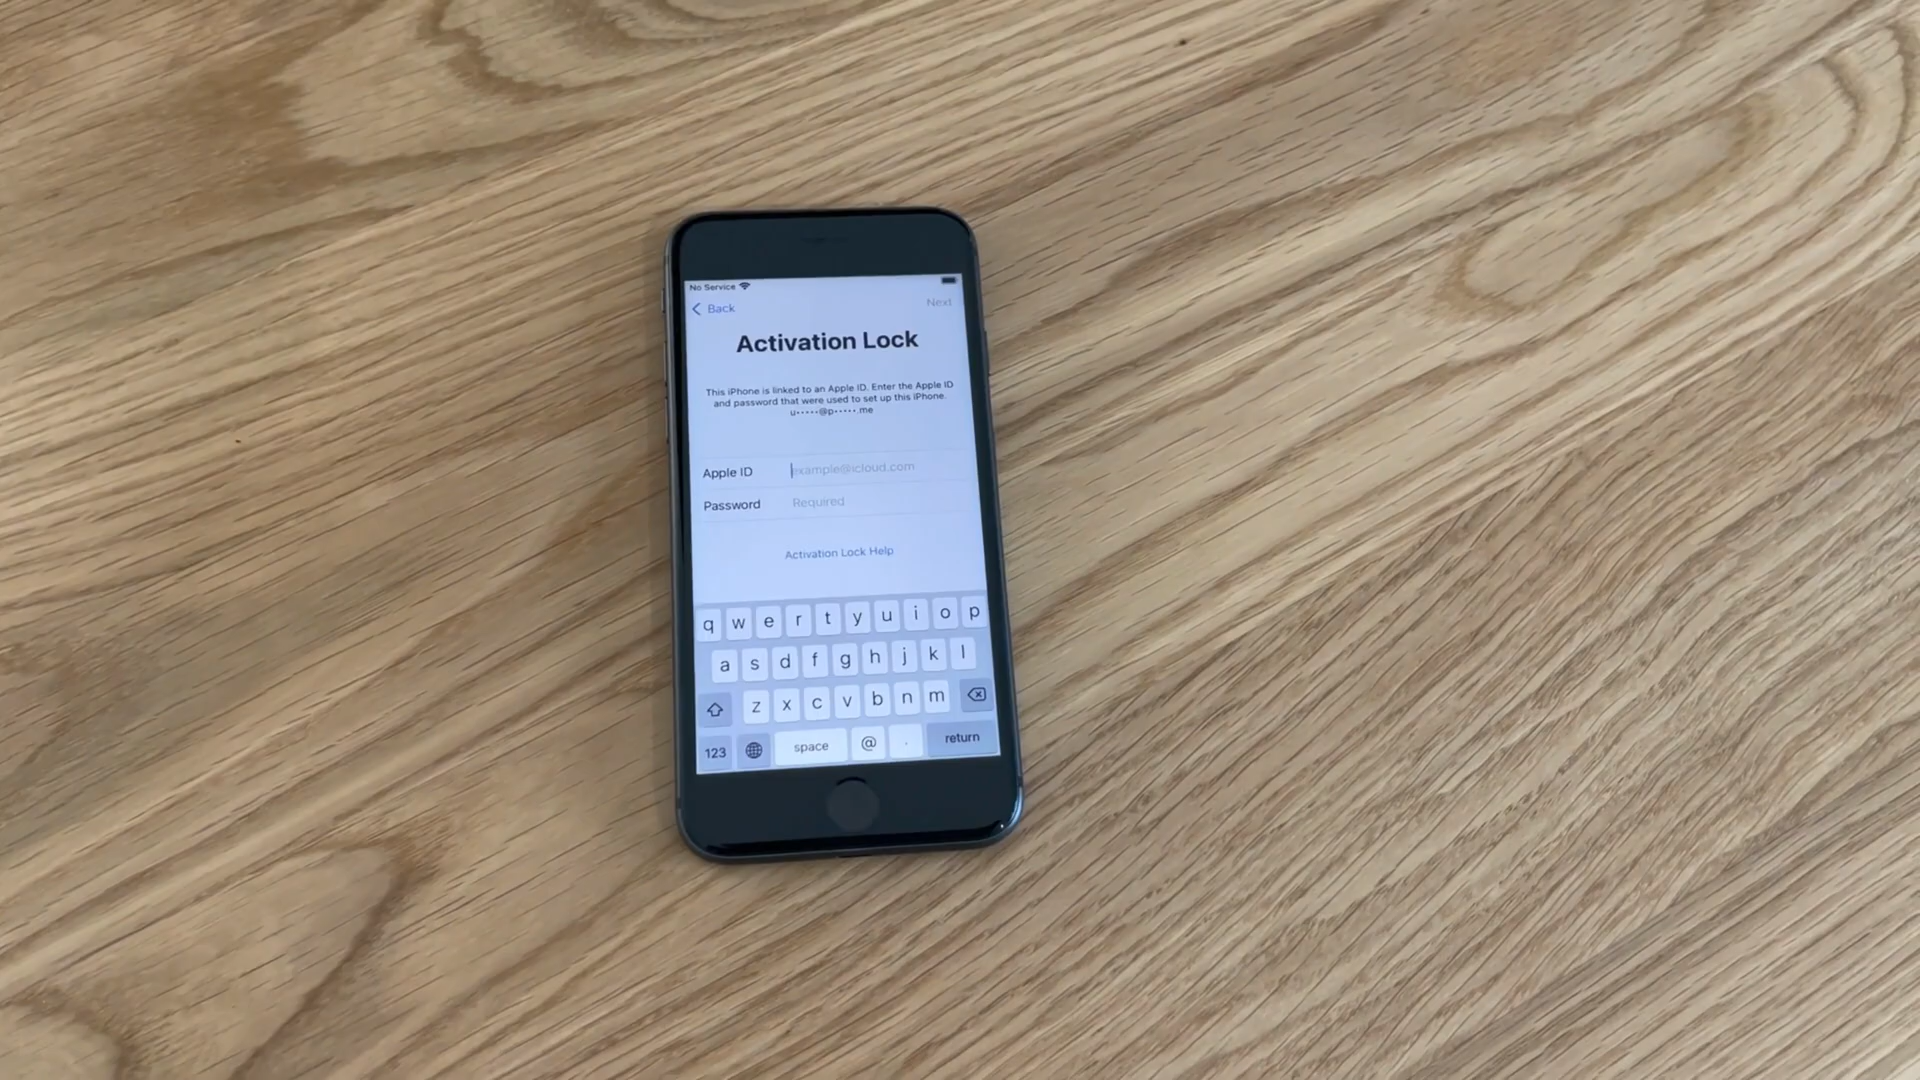 No Service
Back
Next
Activation Lock
This iPhone is linked to an Apple ID. Enter the Apple ID
and password that were used to set up this iPhone.
u•••••@p•••••.me
Apple ID example@icloud.com
Password Required
Activation Lock Help
q w e r t y u i o p
a s d f g h j k l
z x c v b n m
123 space @ . return